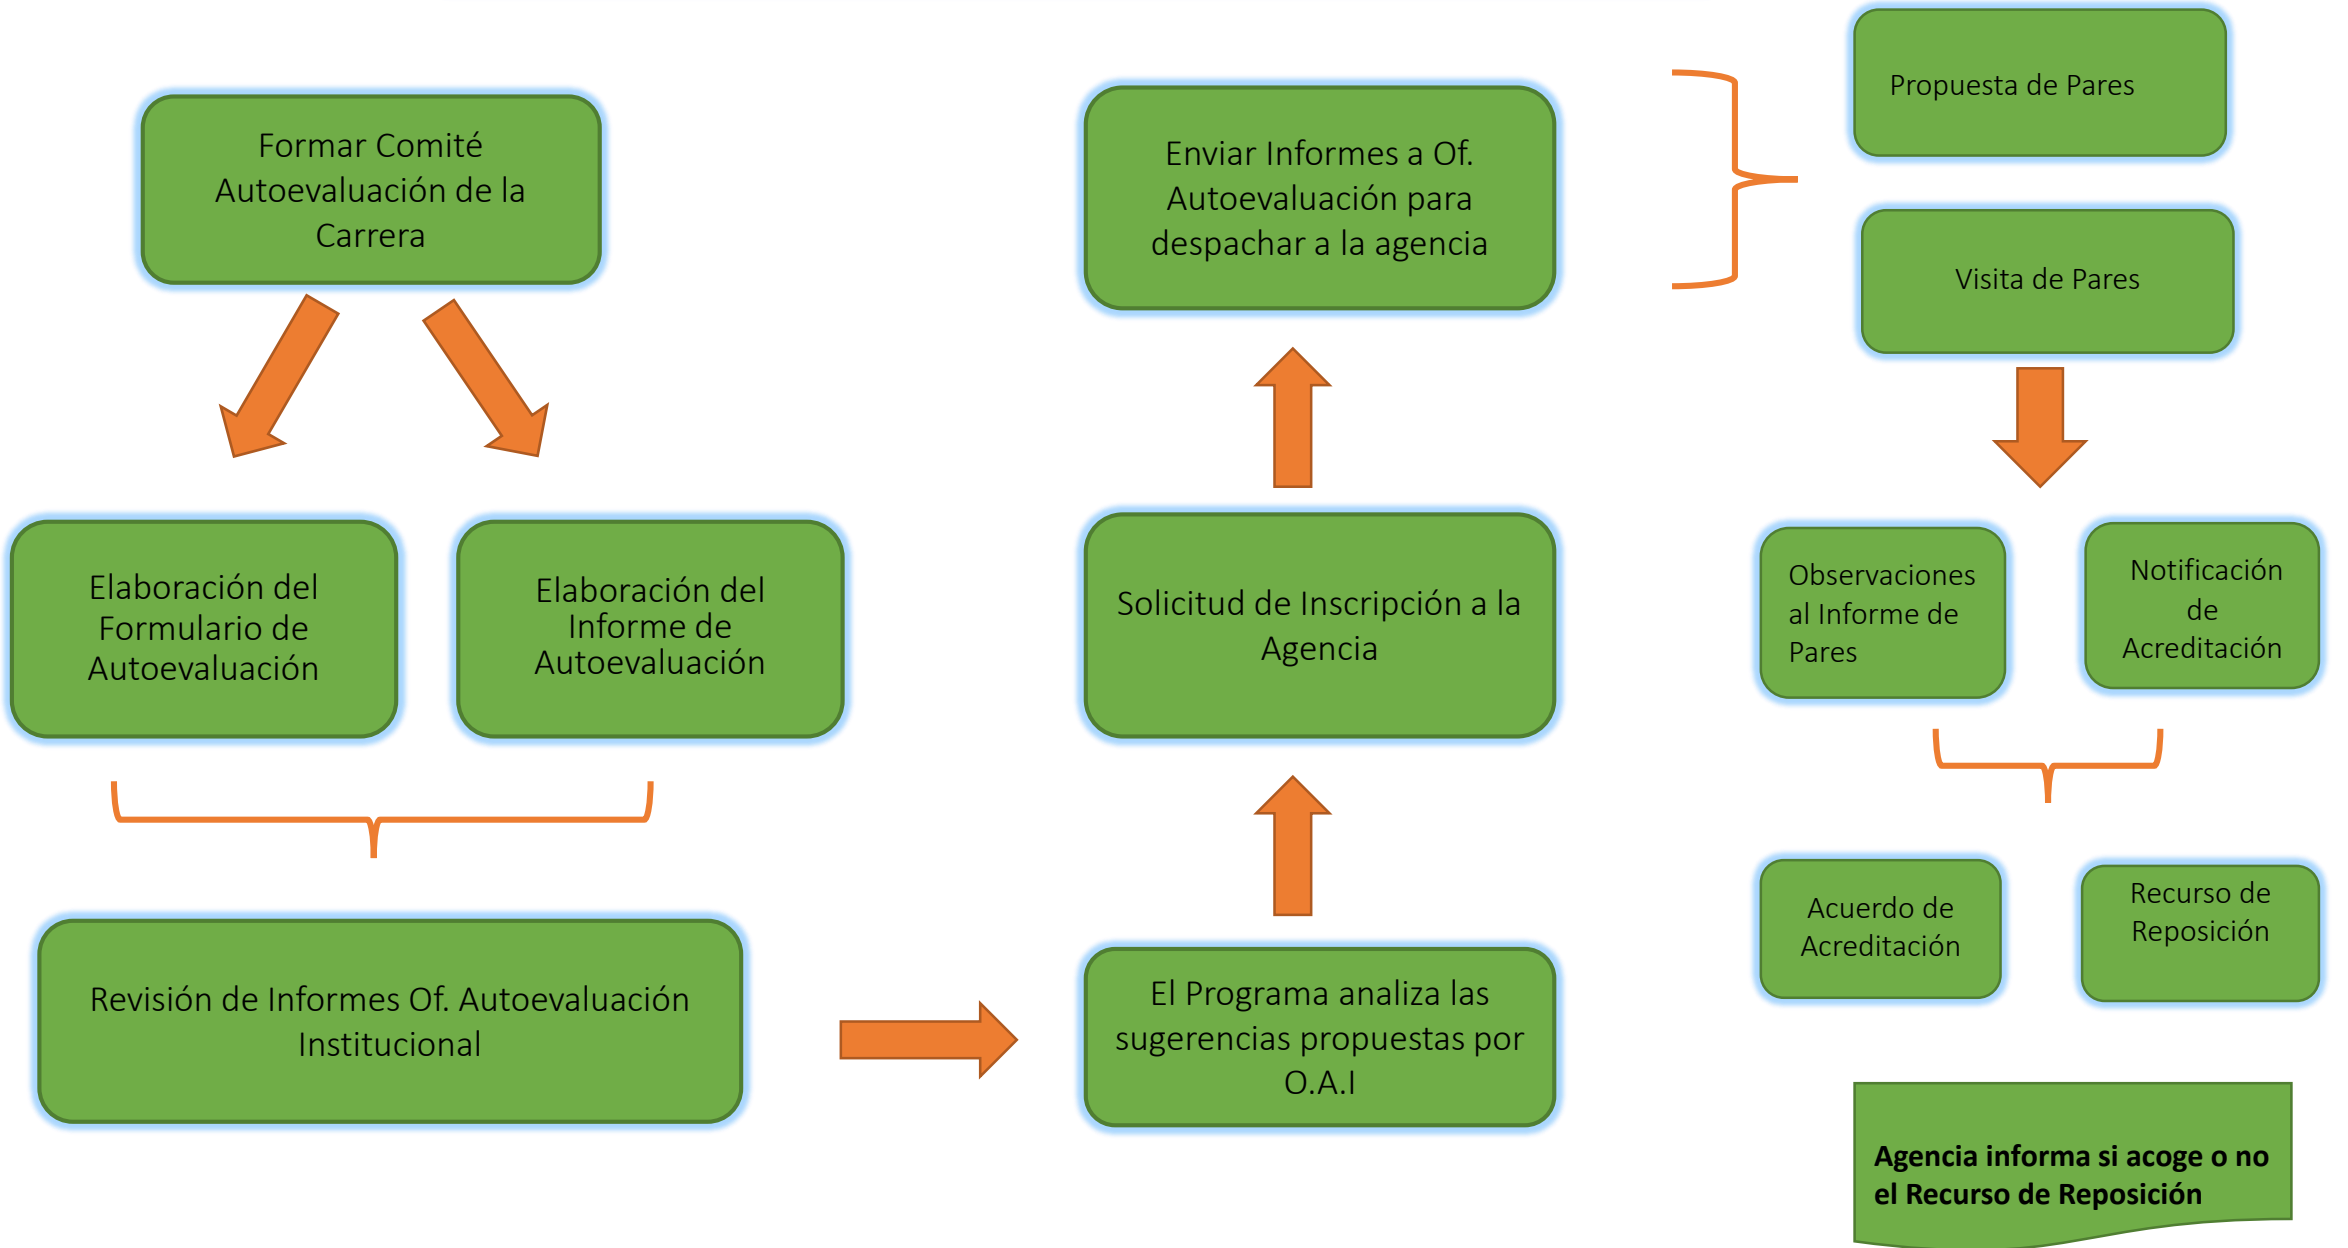 Formar Comité
Autoevaluación de la
Carrera
Elaboración del
Formulario de
Autoevaluación
Elaboración del
Informe de
Autoevaluación
Revisión de Informes Of. Autoevaluación
Institucional
El Programa analiza las
sugerencias propuestas por
O.A.I
Solicitud de Inscripción a la
Agencia
Enviar Informes a Of.
Autoevaluación para
despachar a la agencia
Propuesta de Pares
Visita de Pares
Observaciones
al Informe de
Pares
Notificación
de
Acreditación
Acuerdo de
Acreditación
Recurso de
Reposición
Agencia informa si acoge o no
el Recurso de Reposición